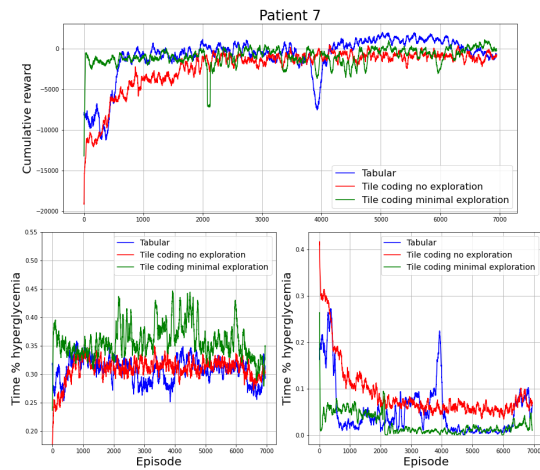 Patient 7
Cumulative reward
0
−5000
−10000
−15000
−20000
0 1000 2000 3000 4000 5000 6000 7000
Tabular
Tile coding no exploration
Tile coding minimal exploration
Time % hyperglycemia
0.55
0.50
0.45
0.40
0.35
0.30
0.25
0.20
0 1000 2000 3000 4000 5000 6000 7000
Episode
Tabular
Tile coding no exploration
Tile coding minimal exploration
Time % hyperglycemia
0.4
0.3
0.2
0.1
0.0
0 1000 2000 3000 4000 5000 6000 7000
Episode
Tabular
Tile coding no exploration
Tile coding minimal exploration